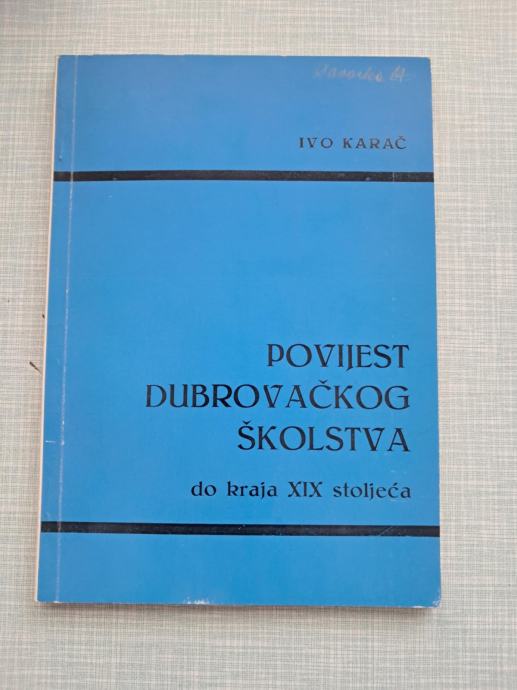 IVO KARAČ
POVIJEST
DUBROVAČKOG
ŠKOLSTVA
do kraja XIX stoljeća